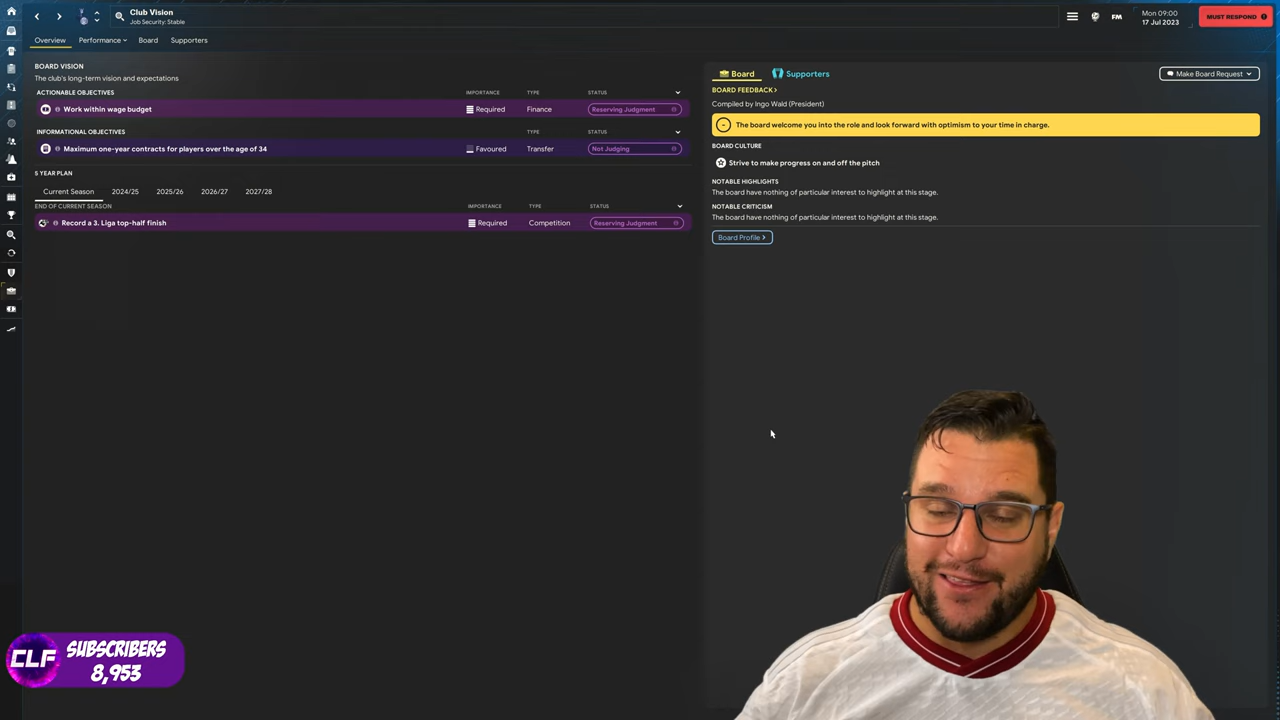 Club Vision
Job Security: Stable
FM
Mon 09:00
17 Jul 2023
MUST RESPOND
Overview
Performance
Board
Supporters
BOARD VISION
The club's long-term vision and expectations
ACTIONABLE OBJECTIVES IMPORTANCE TYPE STATUS
Work within wage budget Required Finance Reserving Judgment
INFORMATIONAL OBJECTIVES TYPE STATUS
Maximum one-year contracts for players over the age of 34 Favoured Transfer Not Judging
5 YEAR PLAN
Current Season 2024/25 2025/26 2026/27 2027/28
END OF CURRENT SEASON IMPORTANCE TYPE STATUS
Record a 3. Liga top-half finish Required Competition Reserving Judgment
Board Supporters Make Board Request
BOARD FEEDBACK
Compiled by Ingo Wald (President)
The board welcome you into the role and look forward with optimism to your time in charge.
BOARD CULTURE
Strive to make progress on and off the pitch
NOTABLE HIGHLIGHTS
The board have nothing of particular interest to highlight at this stage.
NOTABLE CRITICISM
The board have nothing of particular interest to highlight at this stage.
Board Profile
CLF
SUBSCRIBERS
8,953